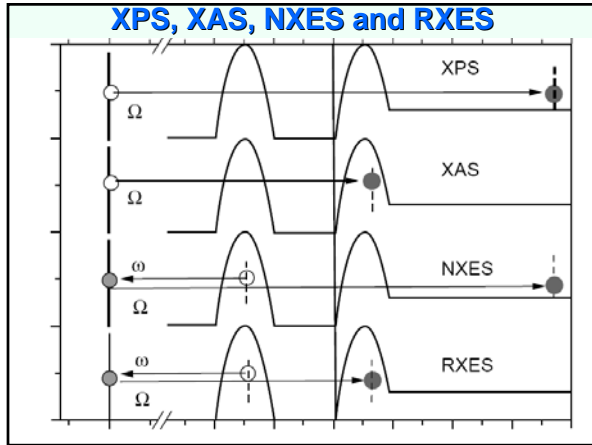 XPS, XAS, NXES and RXES
XPS
Ω
XAS
Ω
ω
NXES
Ω
ω
RXES
Ω